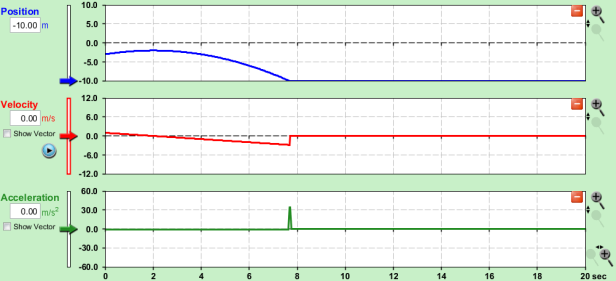 Position
-10.00 m
10.0
5.0
0.0
-5.0
-10.0
Velocity
0.00 m/s
Show Vector
12.0
6.0
0.0
-6.0
-12.0
Acceleration
0.00 m/s²
Show Vector
60.0
30.0
0.0
-30.0
-60.0
0 2 4 6 8 10 12 14 16 18 20 sec